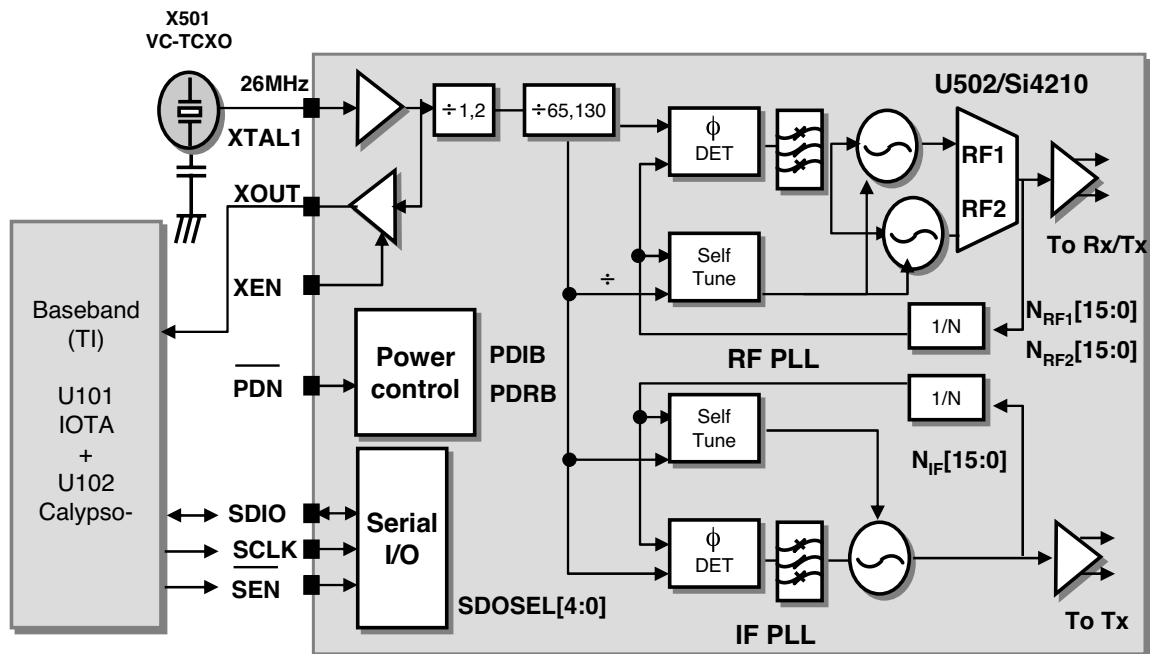 X501
VC-TCXO
26MHz
XTAL1
U502/Si4210
÷1,2
÷65,130
ϕ
DET
RF1
RF2
To Rx/Tx
XOUT
XEN
Self
Tune
÷
1/N
N_RF1[15:0]
N_RF2[15:0]
RF PLL
Baseband
(TI)
U101
IOTA
+
U102
Calypso-
PDN
Power
control
PDIB
PDRB
Self
Tune
1/N
N_IF[15:0]
SDIO
SCLK
SEN
Serial
I/O
SDOSEL[4:0]
ϕ
DET
IF PLL
To Tx